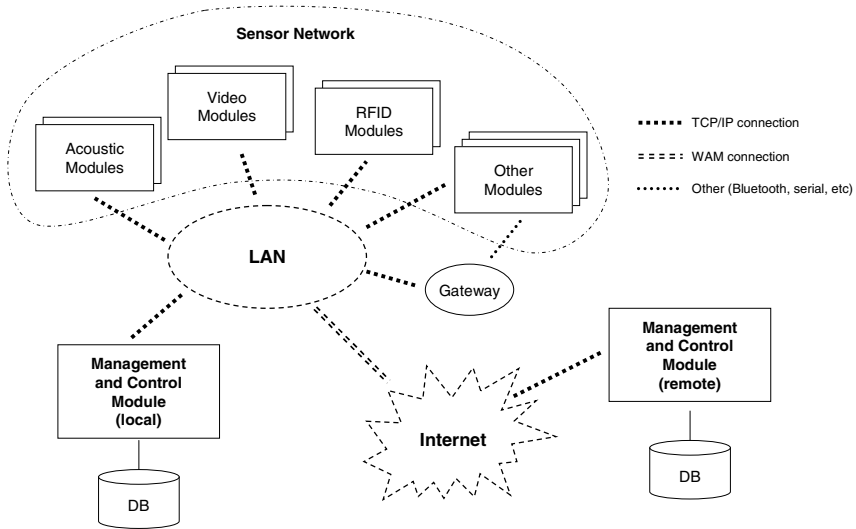 Sensor Network
Video
Modules
RFID
Modules
Acoustic
Modules
Other
Modules
TCP/IP connection
WAM connection
Other (Bluetooth, serial, etc)
LAN
Gateway
Management
and Control
Module
(local)
DB
Internet
Management
and Control
Module
(remote)
DB